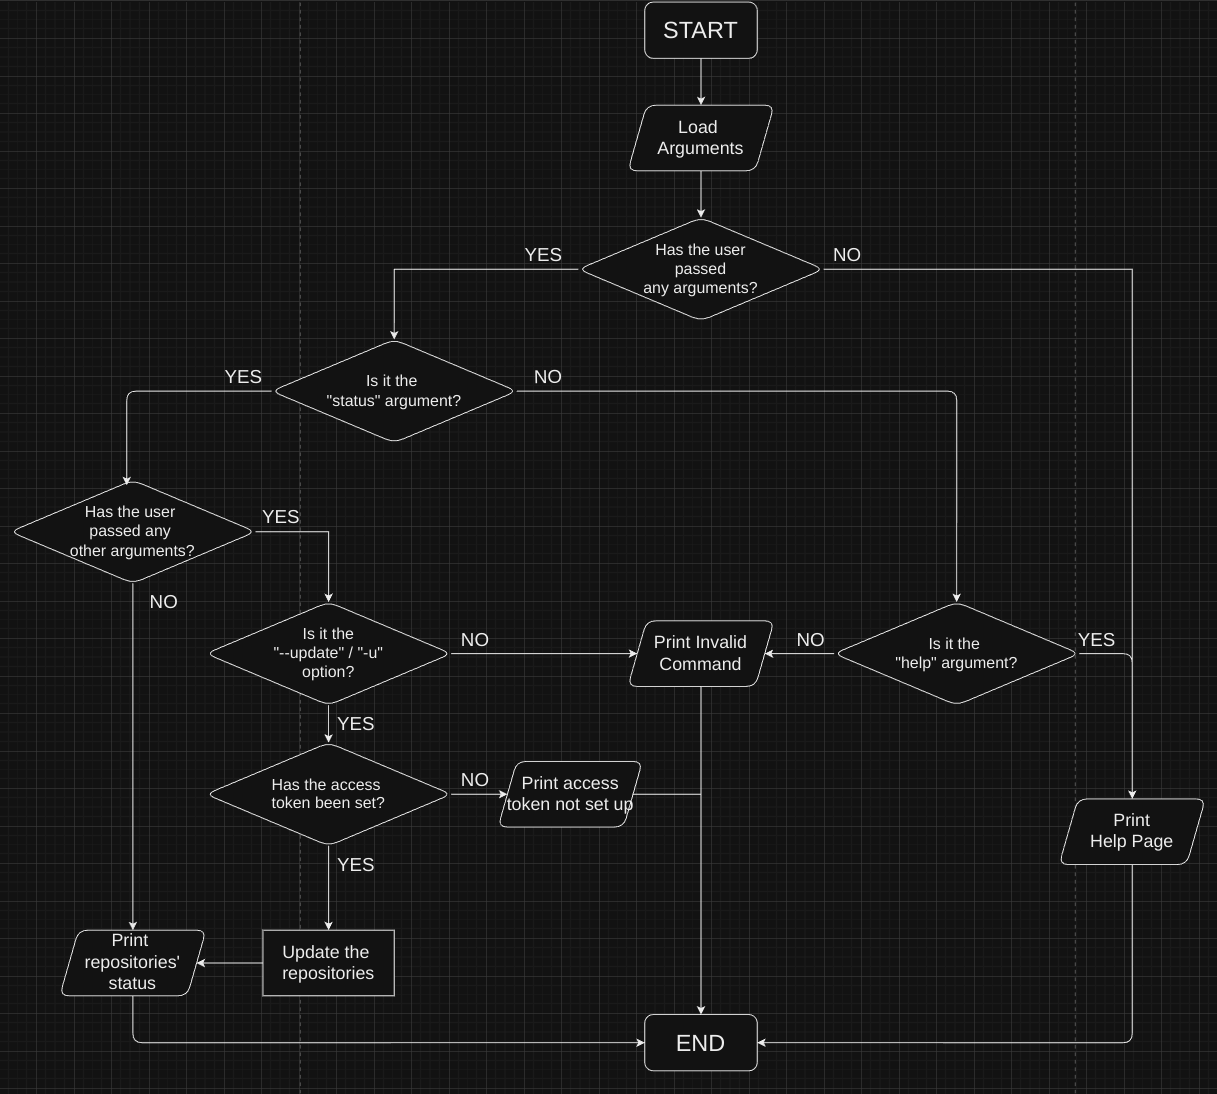 START
Load
Arguments
Has the user
passed
any arguments?
YES
NO
Is it the
"status" argument?
YES
NO
Has the user
passed any
other arguments?
YES
NO
Is it the
"--update" / "-u"
option?
NO
Print Invalid
Command
NO
Is it the
"help" argument?
YES
YES
Has the access
token been set?
NO
Print access
token not set up
Print
Help Page
YES
Print
repositories'
status
Update the
repositories
END